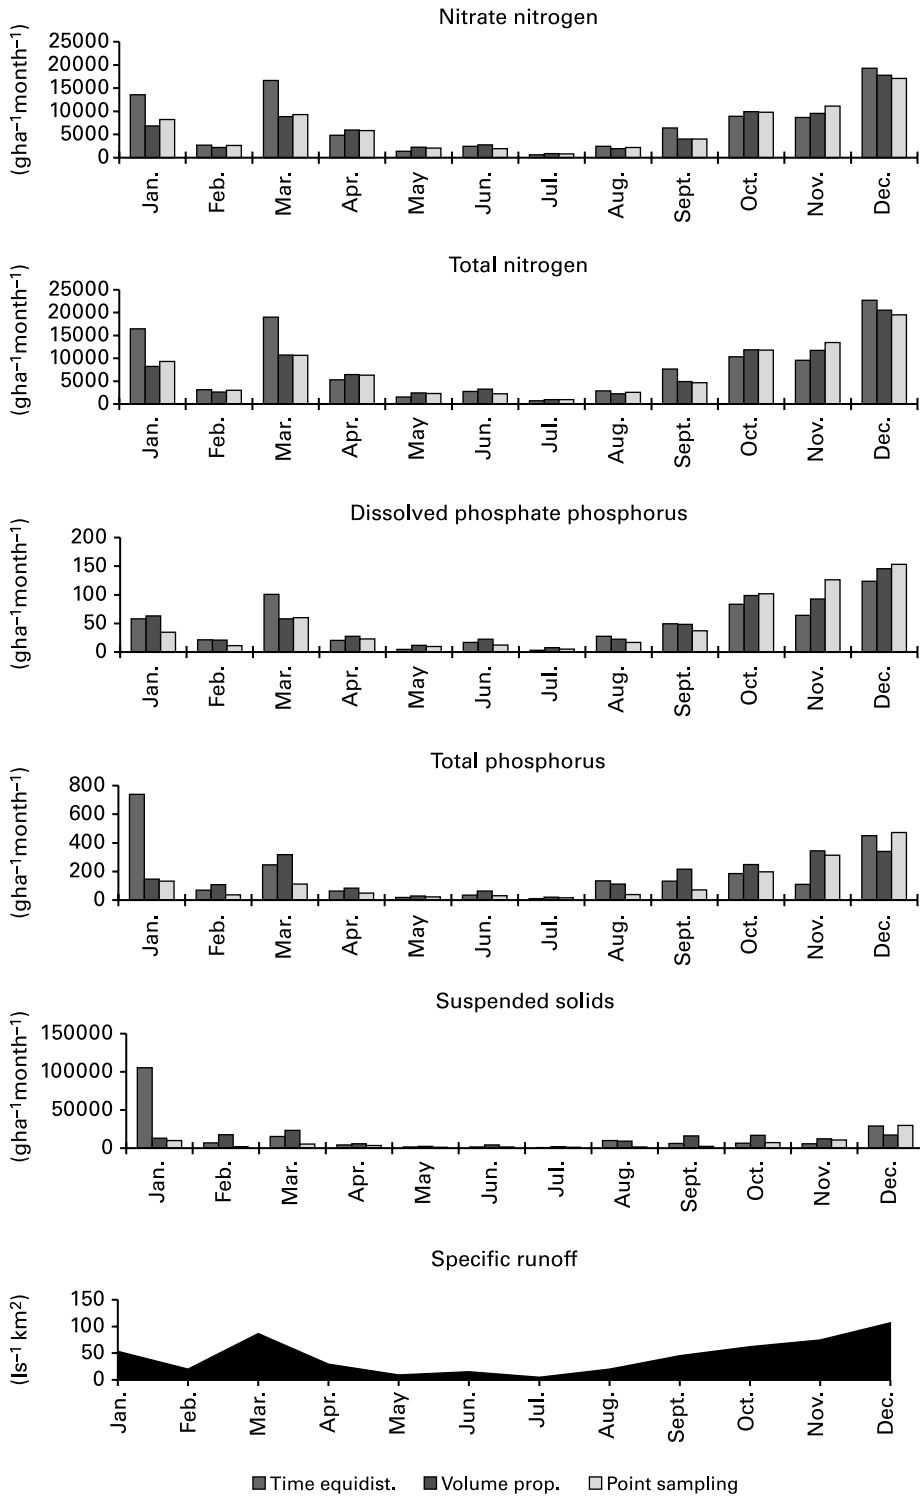 Nitrate nitrogen
(gha⁻¹month⁻¹)
25000
20000
15000
10000
5000
0
Jan.
Feb.
Mar.
Apr.
May
Jun.
Jul.
Aug.
Sept.
Oct.
Nov.
Dec.
Total nitrogen
(gha⁻¹month⁻¹)
25000
20000
15000
10000
5000
0
Jan.
Feb.
Mar.
Apr.
May
Jun.
Jul.
Aug.
Sept.
Oct.
Nov.
Dec.
Dissolved phosphate phosphorus
(gha⁻¹month⁻¹)
200
150
100
50
0
Jan.
Feb.
Mar.
Apr.
May
Jun.
Jul.
Aug.
Sept.
Oct.
Nov.
Dec.
Total phosphorus
(gha⁻¹month⁻¹)
800
600
400
200
0
Jan.
Feb.
Mar.
Apr.
May
Jun.
Jul.
Aug.
Sept.
Oct.
Nov.
Dec.
Suspended solids
(gha⁻¹month⁻¹)
150000
100000
50000
0
Jan.
Feb.
Mar.
Apr.
May
Jun.
Jul.
Aug.
Sept.
Oct.
Nov.
Dec.
Specific runoff
(ls⁻¹ km²)
150
100
50
0
Jan.
Feb.
Mar.
Apr.
May
Jun.
Jul.
Aug.
Sept.
Oct.
Nov.
Dec.
Time equidist. Volume prop. Point sampling